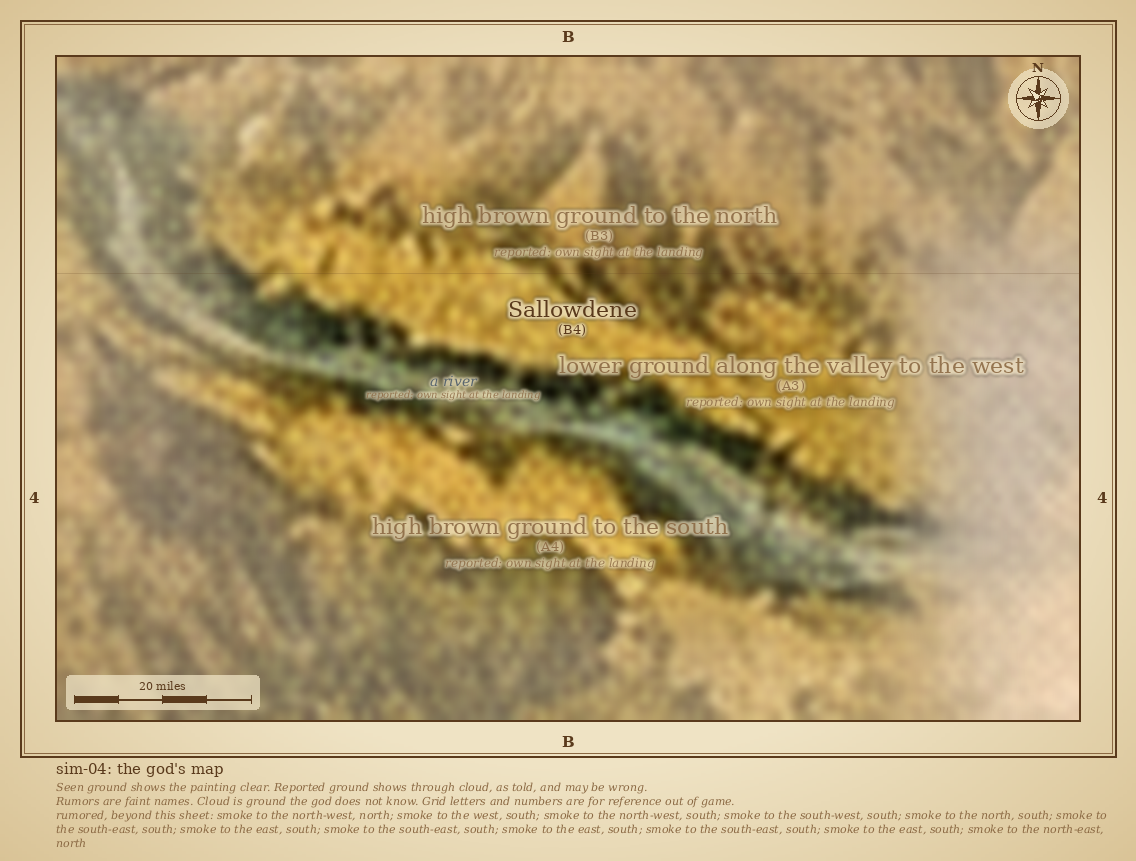 B
N
high brown ground to the north
(B3)
reported: own sight at the landing
Sallowdene
(B4)
lower ground along the valley to the west
(A3)
reported: own sight at the landing
a river
reported: own sight at the landing
4
4
high brown ground to the south
(A4)
reported: own sight at the landing
20 miles
B
sim-04: the god's map
Seen ground shows the painting clear. Reported ground shows through cloud, as told, and may be wrong.
Rumors are faint names. Cloud is ground the god does not know. Grid letters and numbers are for reference out of game.
rumored, beyond this sheet: smoke to the north-west, north; smoke to the west, south; smoke to the north-west, south; smoke to the south-west, south; smoke to the north, south; smoke to
the south-east, south; smoke to the east, south; smoke to the south-east, south; smoke to the east, south; smoke to the south-east, south; smoke to the east, south; smoke to the north-east,
north